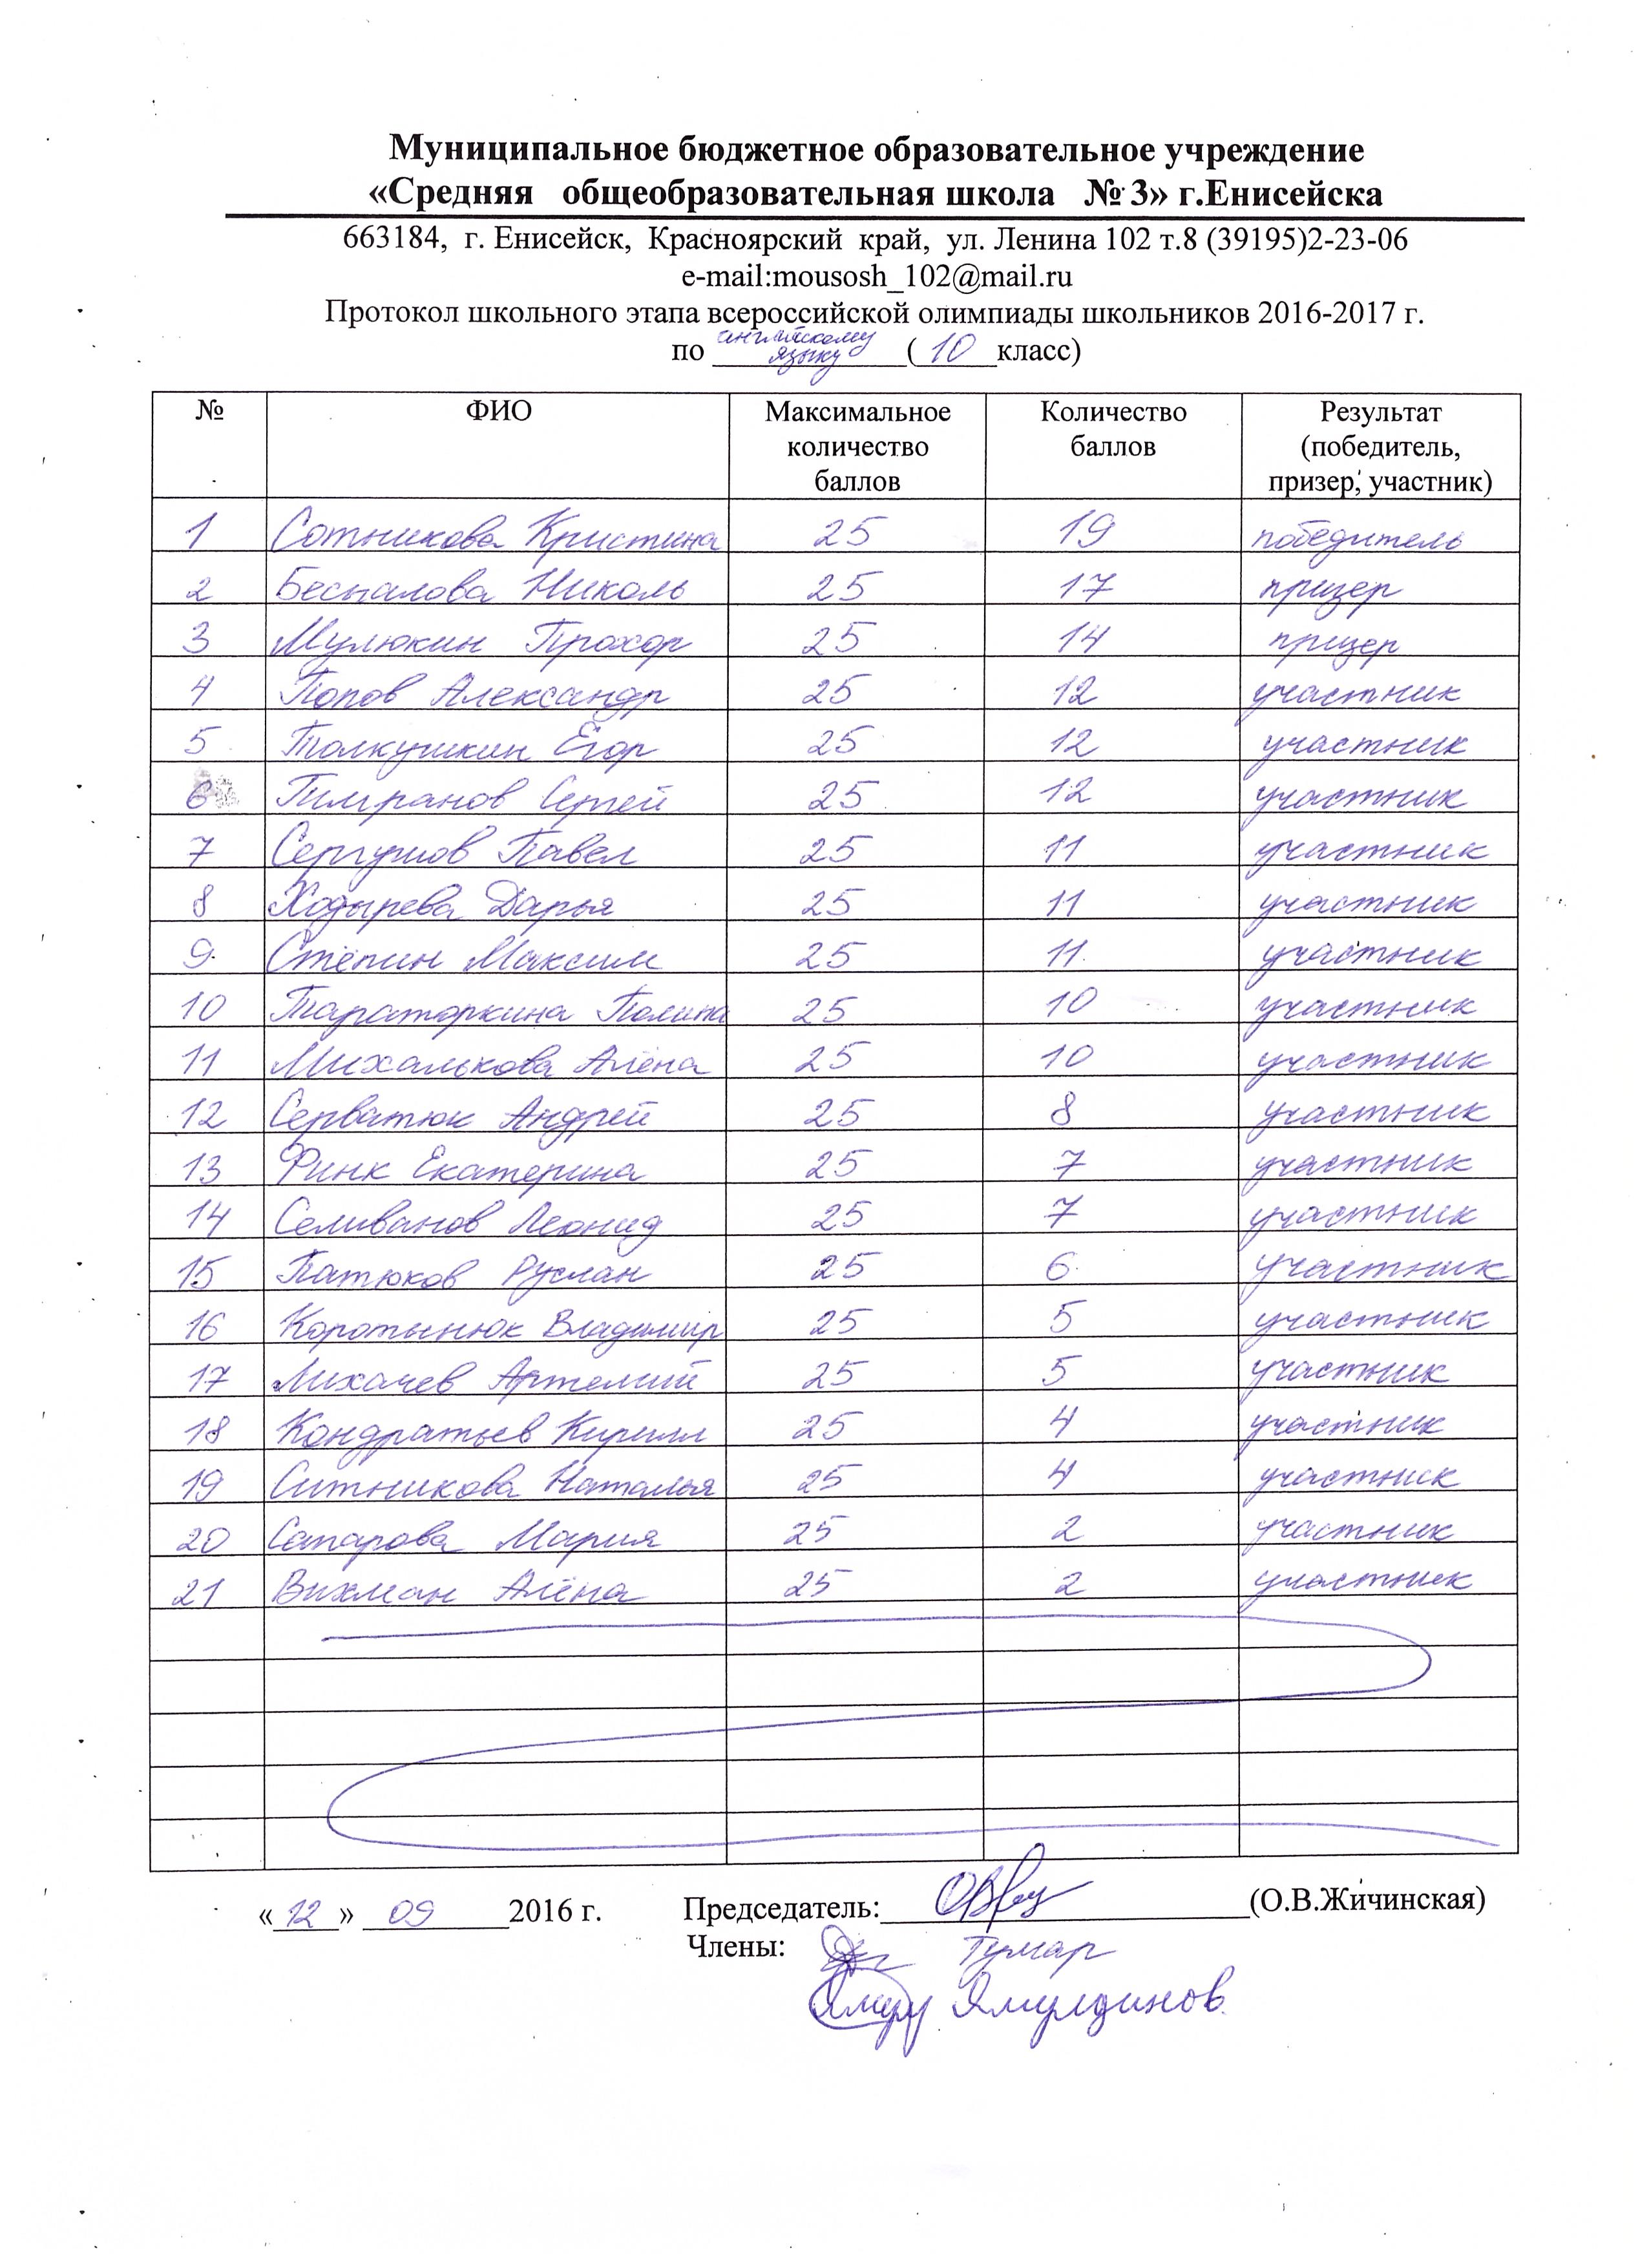 Муниципальное бюджетное образовательное учреждение
«Средняя общеобразовательная школа № 3» г.Енисейска
663184, г. Енисейск, Красноярский край, ул. Ленина 102 т.8 (39195)2-23-06
e-mail:mousosh_102@mail.ru
Протокол школьного этапа всероссийской олимпиады школьников 2016-2017 г.
по английскому языку (10 класс)
№ ФИО Максимальное количество баллов Количество баллов Результат (победитель, призер, участник)
1 Сотникова Кристина 25 19 победитель
2 Беспалова Николь 25 17 призер
3 Мулюкин Прохор 25 14 призер
4 Попов Александр 25 12 участник
5 Толкушкин Егор 25 12 участник
6 Гимранов Сергей 25 12 участник
7 Сергушов Павел 25 11 участник
8 Ходырева Дарья 25 11 участник
9 Стёпин Максим 25 11 участник
10 Тараторкина Полина 25 10 участник
11 Михалькова Алёна 25 10 участник
12 Серватюк Андрей 25 8 участник
13 Финк Екатерина 25 7 участник
14 Селиванов Леонид 25 7 участник
15 Патюков Руслан 25 6 участник
16 Коротынюк Владимир 25 5 участник
17 Лихачев Артемий 25 5 участник
18 Кондратьев Кирилл 25 4 участник
19 Ситникова Наталья 25 4 участник
20 Сапарова Мария 25 2 участник
21 Вихман Алёна 25 2 участник
«12» 09 2016 г. Председатель: (О.В.Жичинская)
Члены: Тумар
Ямулдинов